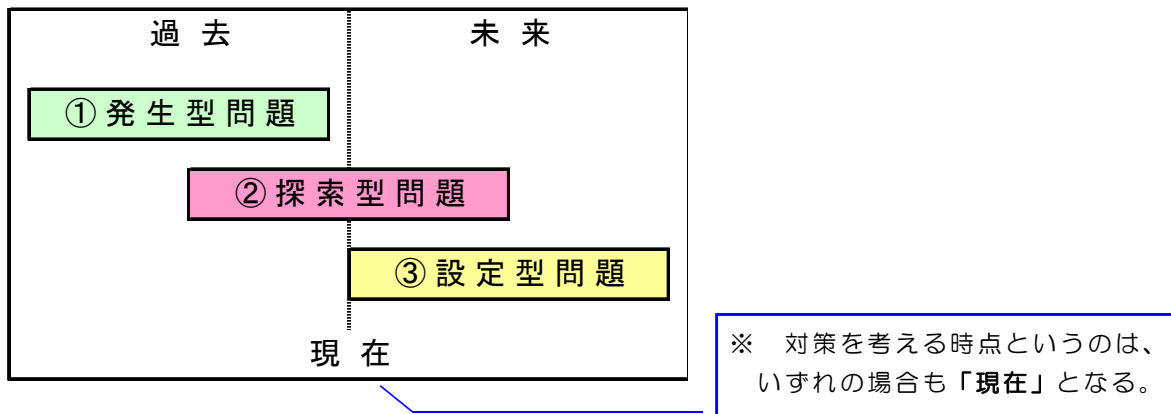 過去 未来
①発生型問題
②探索型問題
③設定型問題
現在
※ 対策を考える時点というのは、
いずれの場合も「現在」となる。